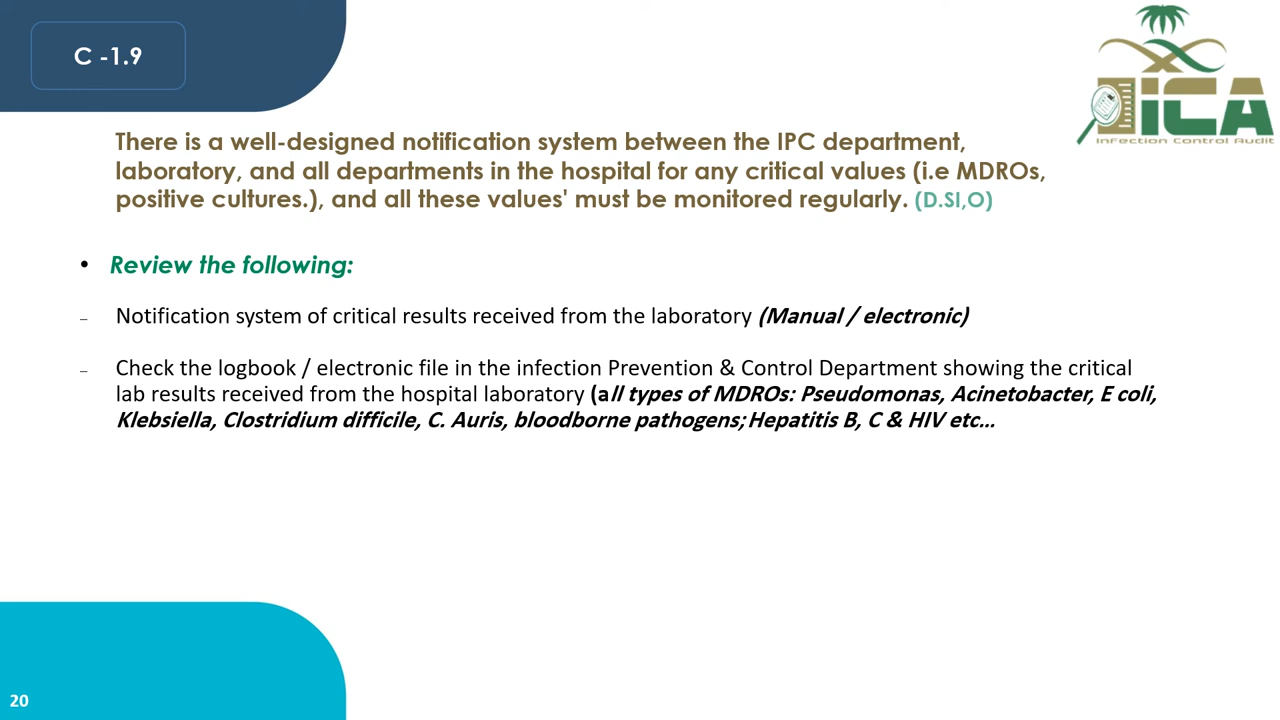 C -1.9
iCA
Infection Control Audit
There is a well-designed notification system between the IPC department,
laboratory, and all departments in the hospital for any critical values (i.e MDROs,
positive cultures.), and all these values' must be monitored regularly. (D.SI,O)
• Review the following:
– Notification system of critical results received from the laboratory (Manual / electronic)
– Check the logbook / electronic file in the infection Prevention & Control Department showing the critical
lab results received from the hospital laboratory (all types of MDROs: Pseudomonas, Acinetobacter, E coli,
Klebsiella, Clostridium difficile, C. Auris, bloodborne pathogens; Hepatitis B, C & HIV etc...
20